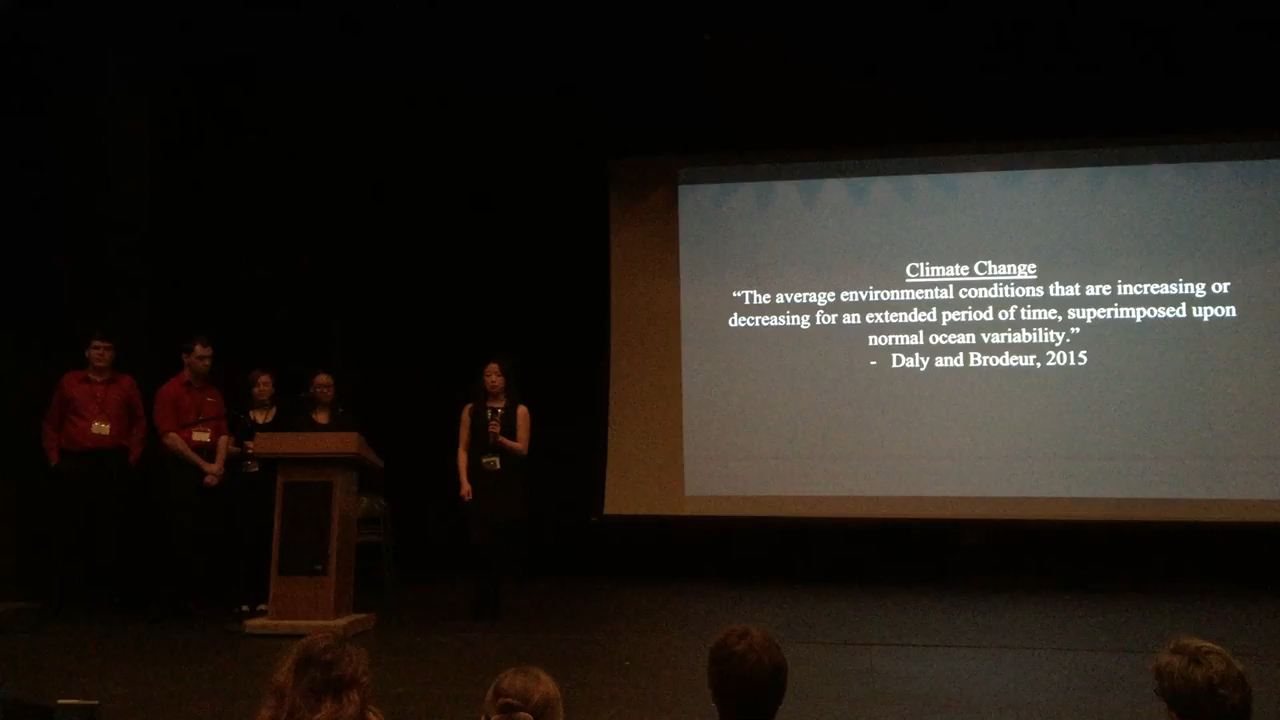 Climate Change
“The average environmental conditions that are increasing or
decreasing for an extended period of time, superimposed upon
normal ocean variability.”
- Daly and Brodeur, 2015